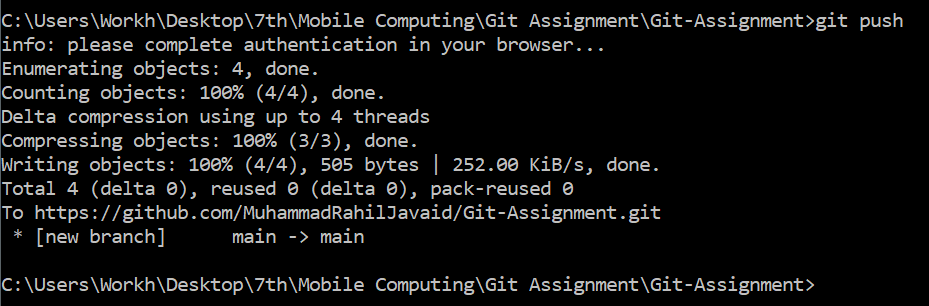 C:\Users\Workh\Desktop\7th\Mobile Computing\Git Assignment\Git-Assignment>git push
info: please complete authentication in your browser...
Enumerating objects: 4, done.
Counting objects: 100% (4/4), done.
Delta compression using up to 4 threads
Compressing objects: 100% (3/3), done.
Writing objects: 100% (4/4), 505 bytes | 252.00 KiB/s, done.
Total 4 (delta 0), reused 0 (delta 0), pack-reused 0
To https://github.com/MuhammadRahilJavaid/Git-Assignment.git
 * [new branch]      main -> main
C:\Users\Workh\Desktop\7th\Mobile Computing\Git Assignment\Git-Assignment>